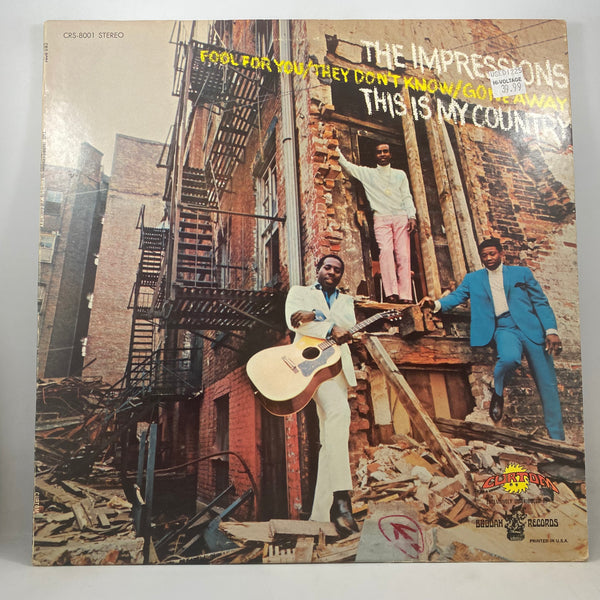 CRS-8001 STEREO
THE IMPRESSIONS
FOOL FOR YOU/THEY DON'T KNOW/GONE AWAY
THIS IS MY COUNTRY
HI-VOLTAGE
39.99
CURTOM
BUDDAH RECORDS
PRINTED IN U.S.A.